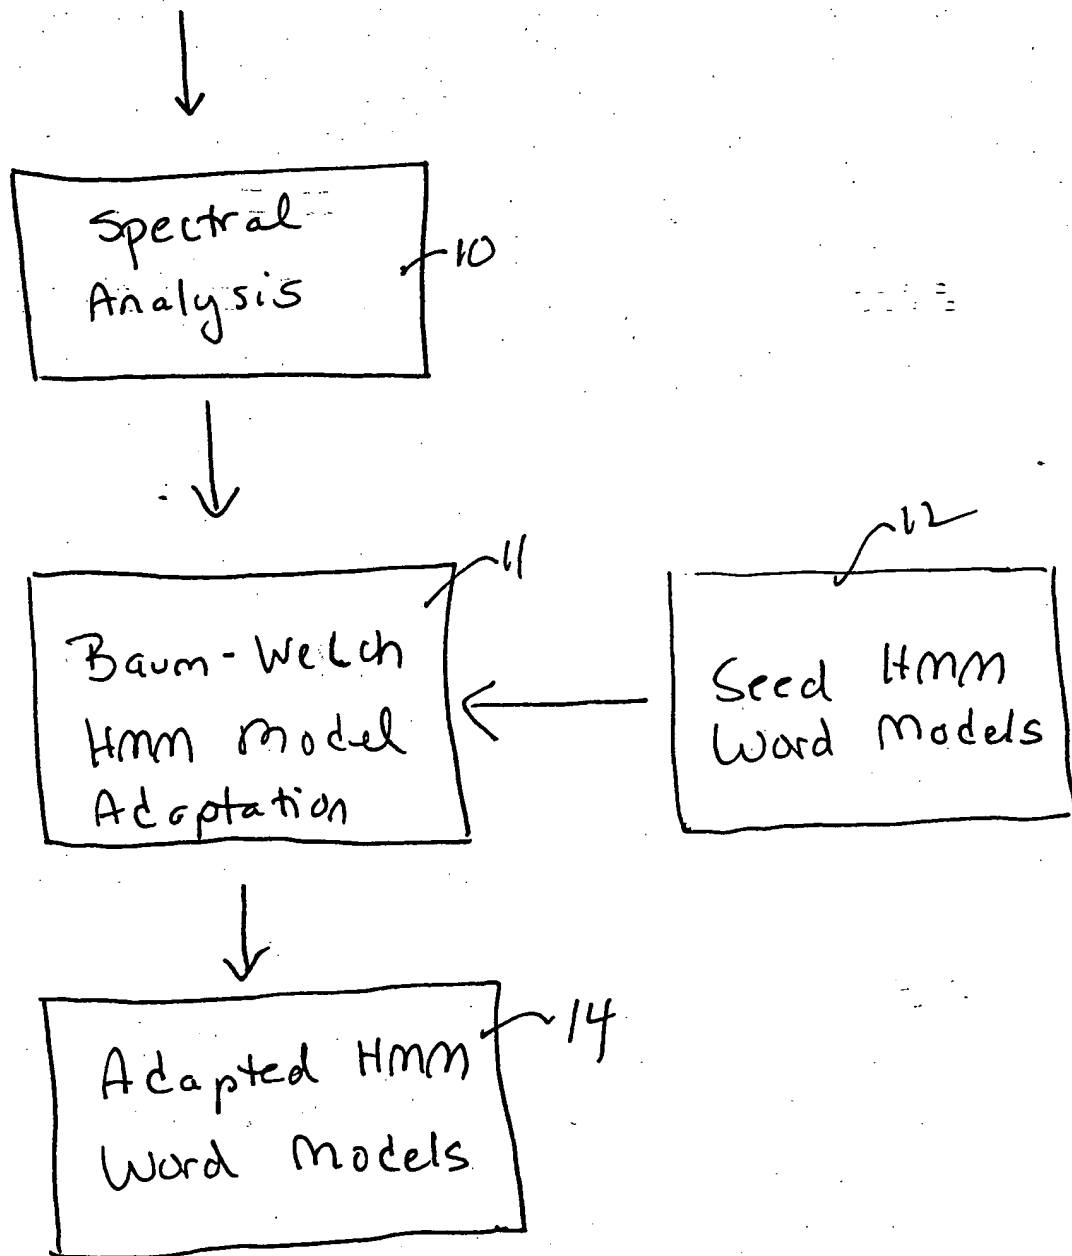 Spectral
Analysis
10
11
Baum-Welch
HMM Model
Adaptation
12
Seed HMM
Word Models
14
Adapted HMM
Word Models